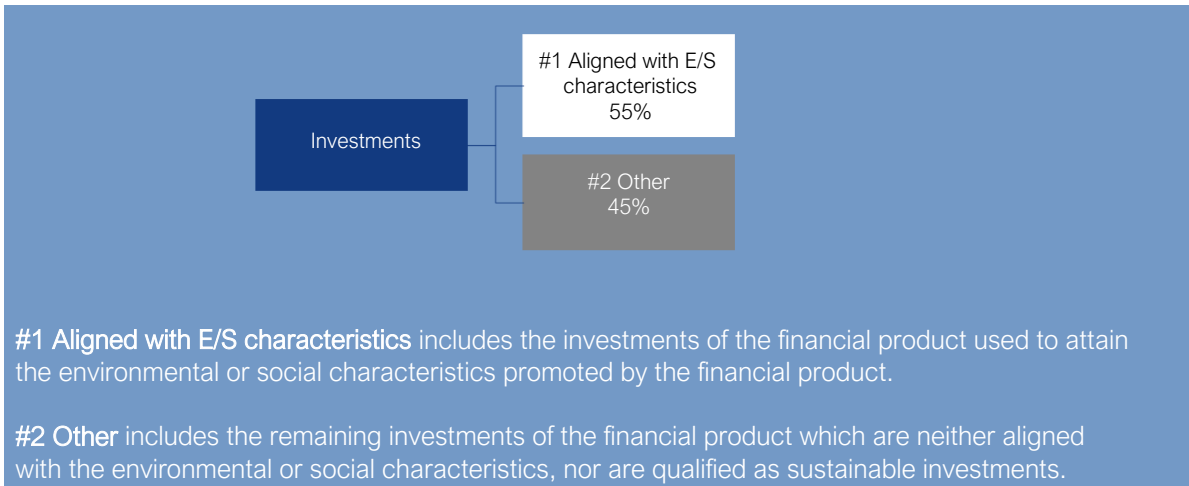 Investments
#1 Aligned with E/S
characteristics
55%
#2 Other
45%
#1 Aligned with E/S characteristics includes the investments of the financial product used to attain
the environmental or social characteristics promoted by the financial product.
#2 Other includes the remaining investments of the financial product which are neither aligned
with the environmental or social characteristics, nor are qualified as sustainable investments.